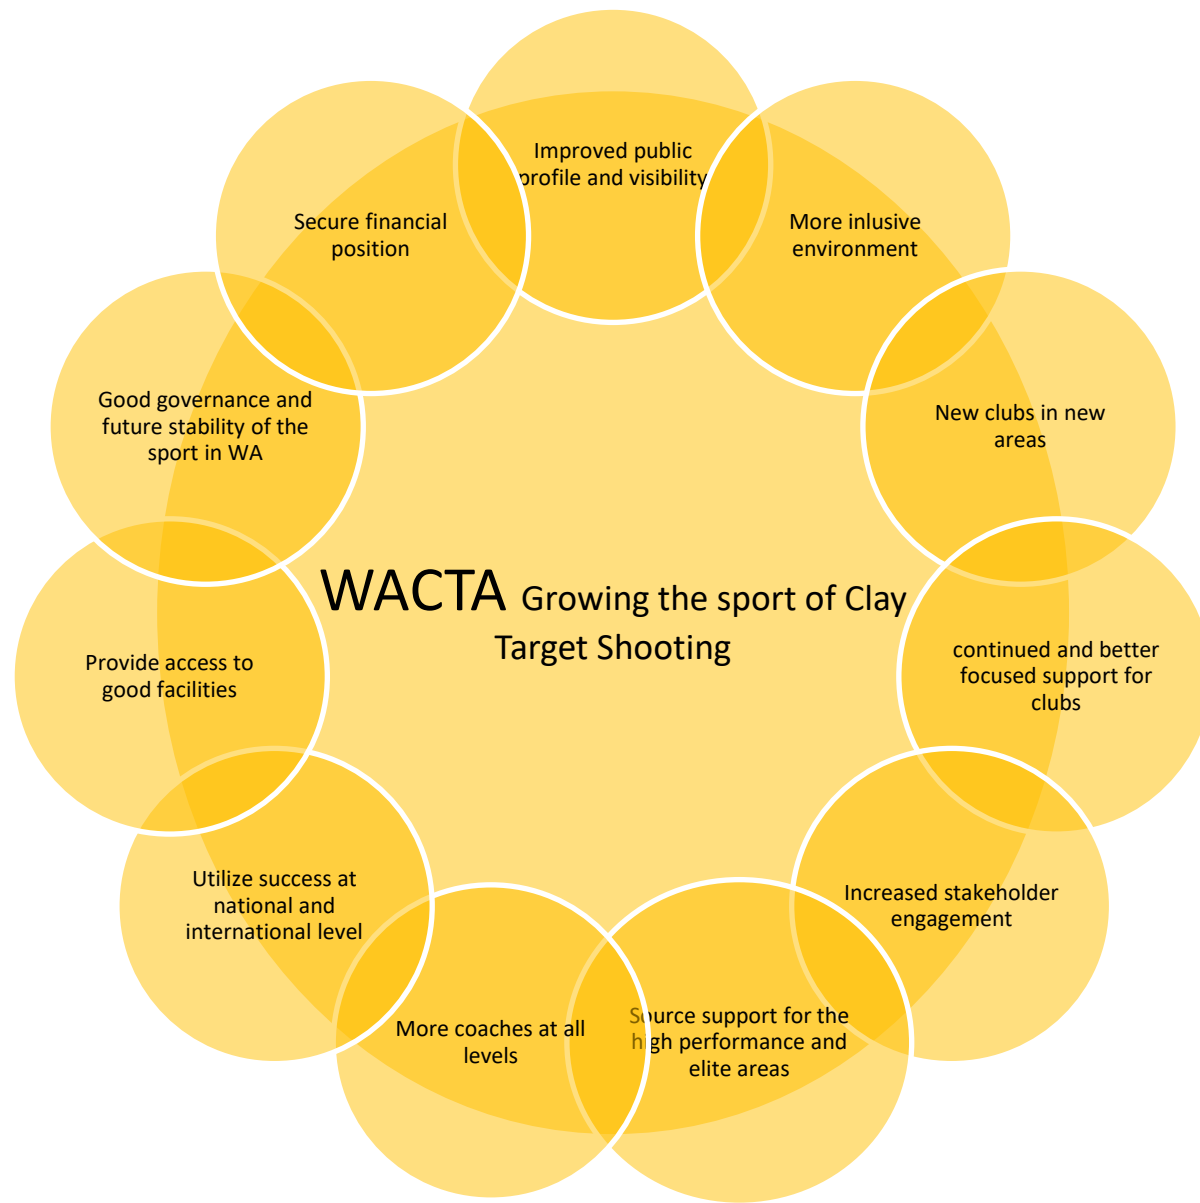 Improved public
profile and visibility
More inlusive
environment
New clubs in new
areas
continued and better
focused support for
clubs
Increased stakeholder
engagement
Source support for the
high performance and
elite areas
More coaches at all
levels
Utilize success at
national and
international level
Provide access to
good facilities
Good governance and
future stability of the
sport in WA
Secure financial
position
WACTA Growing the sport of Clay
Target Shooting